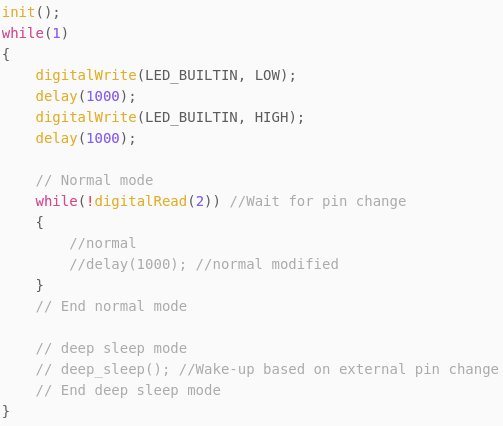 init();
while(1)
{
    digitalWrite(LED_BUILTIN, LOW);
    delay(1000);
    digitalWrite(LED_BUILTIN, HIGH);
    delay(1000);

    // Normal mode
    while(!digitalRead(2)) //Wait for pin change
    {
        //normal
        //delay(1000); //normal modified
    }
    // End normal mode

    // deep sleep mode
    // deep_sleep(); //Wake-up based on external pin change
    // End deep sleep mode
}